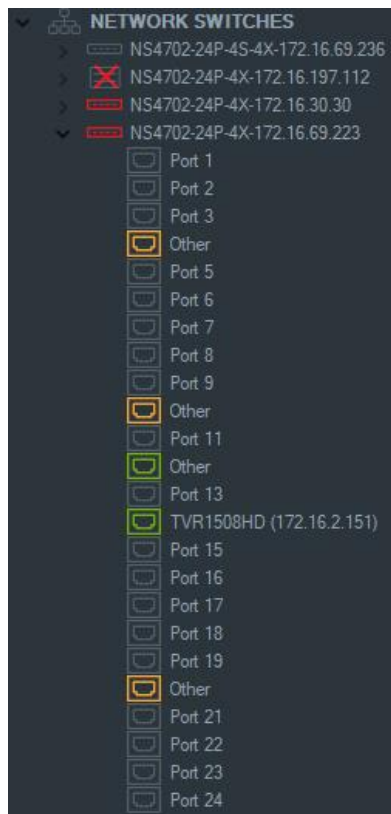 NETWORK SWITCHES
NS4702-24P-4S-4X-172.16.69.236
NS4702-24P-4X-172.16.197.112
NS4702-24P-4X-172.16.30.30
NS4702-24P-4X-172.16.69.223
Port 1
Port 2
Port 3
Other
Port 5
Port 6
Port 7
Port 8
Port 9
Other
Port 11
Other
Port 13
TVR1508HD (172.16.2.151)
Port 15
Port 16
Port 17
Port 18
Port 19
Other
Port 21
Port 22
Port 23
Port 24